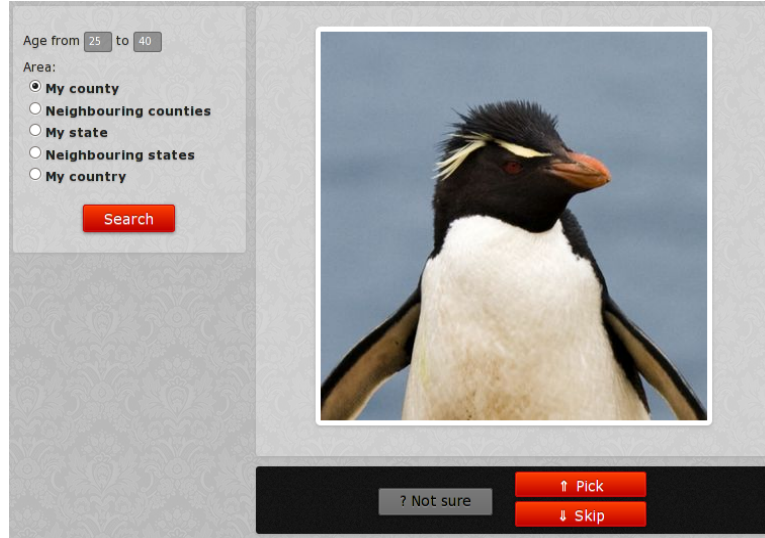 Age from 25 to 40
Area:
My county
Neighbouring counties
My state
Neighbouring states
My country
Search
? Not sure
⇑ Pick
⇓ Skip